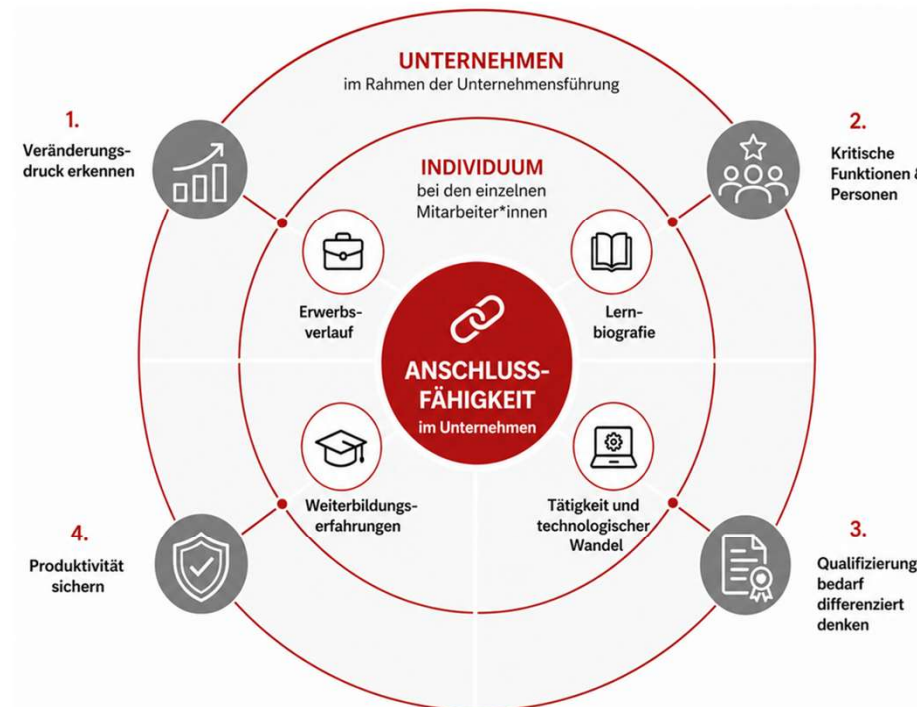 UNTERNEHMEN
im Rahmen der Unternehmensführung
1.
Veränderungs-
druck erkennen
2.
Kritische
Funktionen &
Personen
INDIVIDUUM
bei den einzelnen
Mitarbeiter*innen
Erwerbs-
verlauf
Lern-
biografie
ANSCHLUSS-
FÄHIGKEIT
im Unternehmen
Weiterbildungs-
erfahrungen
Tätigkeit und
technologischer
Wandel
4.
Produktivität
sichern
3.
Qualifizierung
bedarf
differenziert
denken